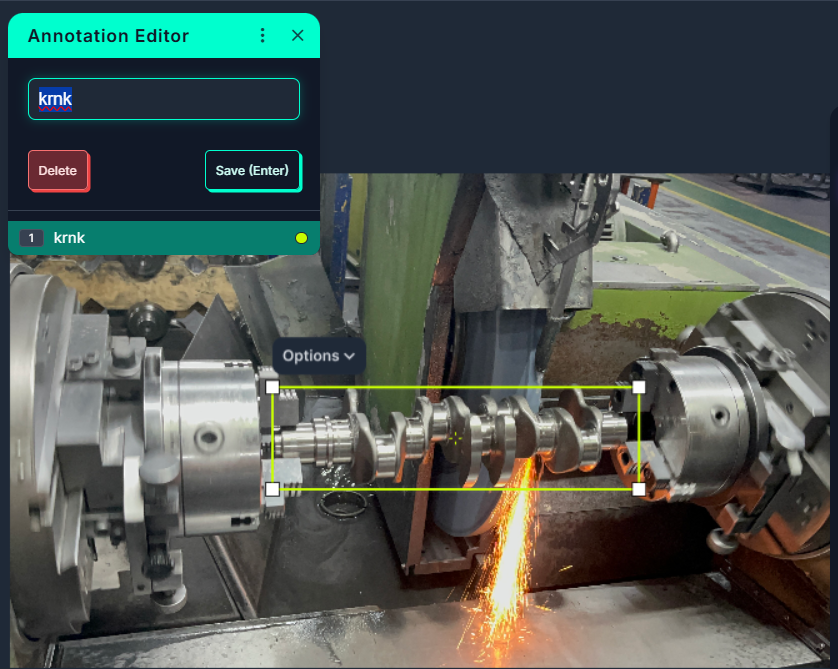 Annotation Editor
krnk
Delete
Save (Enter)
1 krnk
Options